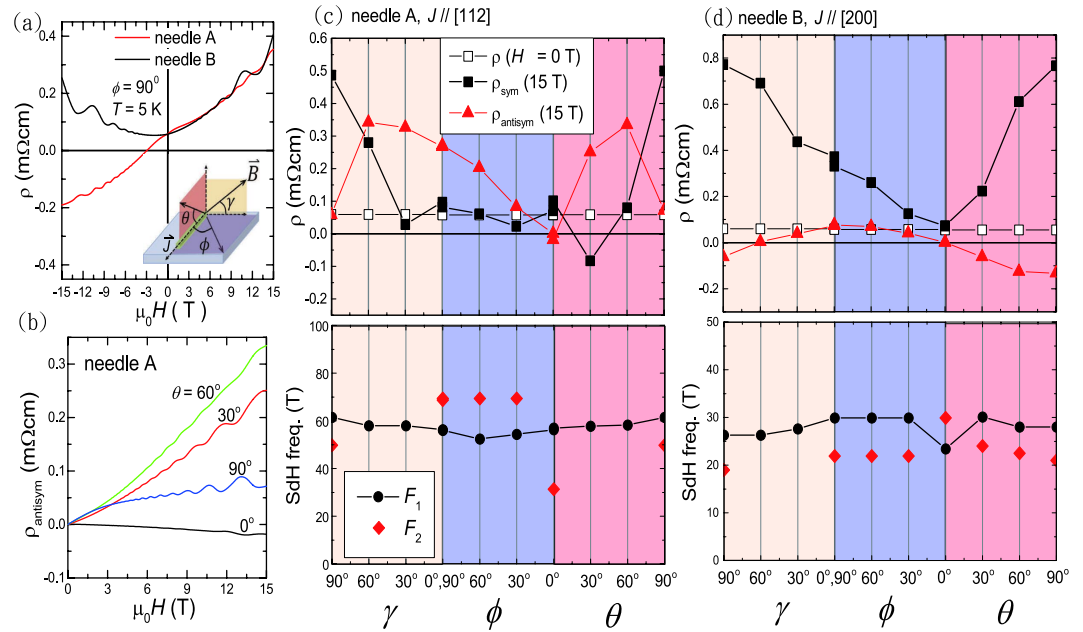 (a)
needle A
needle B
ϕ = 90⁰
T = 5 K
ρ (mΩcm)
0.4
0.2
0.0
-0.2
-0.4
-15 -12 -9 -6 -3 0 3 6 9 12 15
μ₀H (T)
B
J
θ
ϕ
γ
(b)
needle A
θ = 60°
30°
90°
0°
ρantisym (mΩcm)
0.3
0.2
0.1
0.0
-0.1
0 3 6 9 12 15
μ₀H (T)
(c) needle A, J // [112]
ρ (H = 0 T)
ρsym (15 T)
ρantisym (15 T)
ρ (mΩcm)
0.6
0.5
0.4
0.3
0.2
0.1
0.0
0.1
0.2
SdH freq. (T)
100
80
60
40
20
0
F₁
F₂
90° 60° 30° 0°,90° 60° 30° 0° 30° 60° 90°
γ ϕ θ
(d) needle B, J // [200]
ρ (mΩcm)
1.0
0.8
0.6
0.4
0.2
0.0
-0.2
SdH freq. (T)
50
40
30
20
10
0
90° 60° 30° 0°,90° 60° 30° 0° 30° 60° 90°
γ ϕ θ